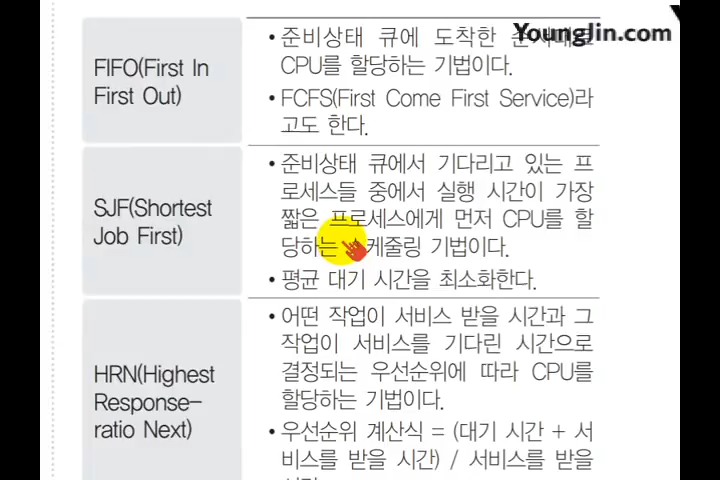 Youngjin.com
FIFO(First In
First Out)
• 준비상태 큐에 도착한
CPU를 할당하는 기법이다.
• FCFS(First Come First Service)라
고도 한다.
SJF(Shortest
Job First)
• 준비상태 큐에서 기다리고 있는 프
로세스들 중에서 실행 시간이 가장
짧은 프로세스에게 먼저 CPU를 할
당하는 스케줄링 기법이다.
• 평균 대기 시간을 최소화한다.
HRN(Highest
Response-
ratio Next)
• 어떤 작업이 서비스 받을 시간과 그
작업이 서비스를 기다린 시간으로
결정되는 우선순위에 따라 CPU를
할당하는 기법이다.
• 우선순위 계산식 = (대기 시간 + 서
비스를 받을 시간) / 서비스를 받을